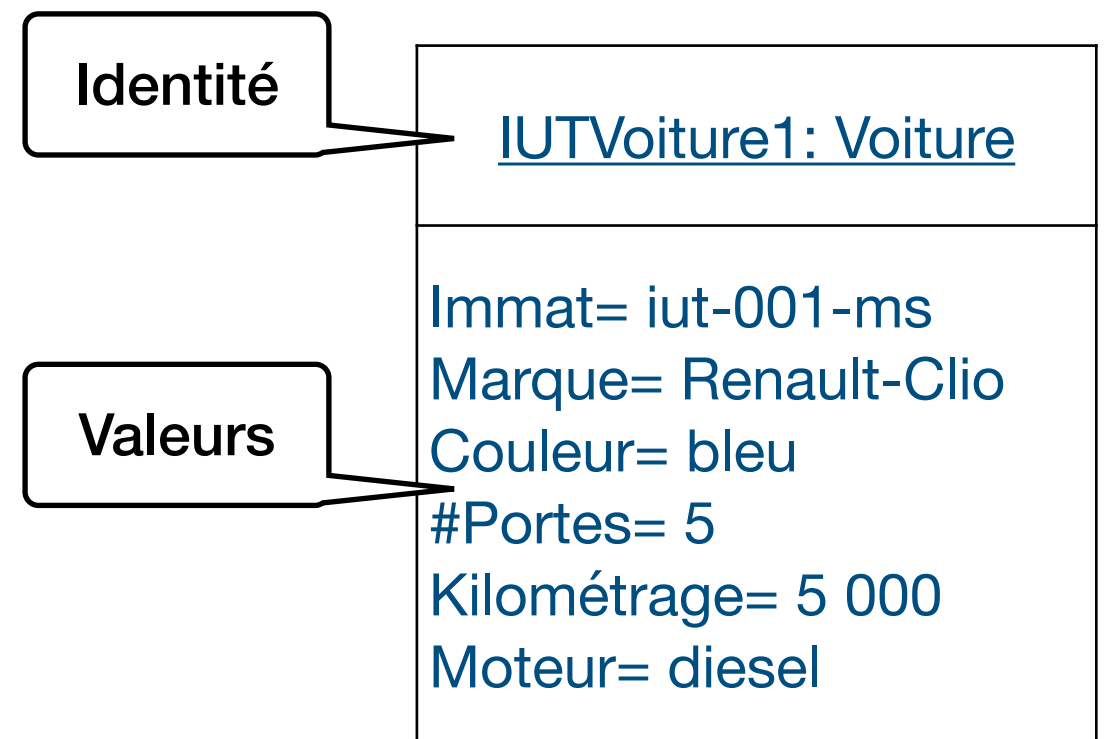 Identité
IUTVoiture1: Voiture
Valeurs
Immat= iut-001-ms
Marque= Renault-Clio
Couleur= bleu
#Portes= 5
Kilométrage= 5 000
Moteur= diesel